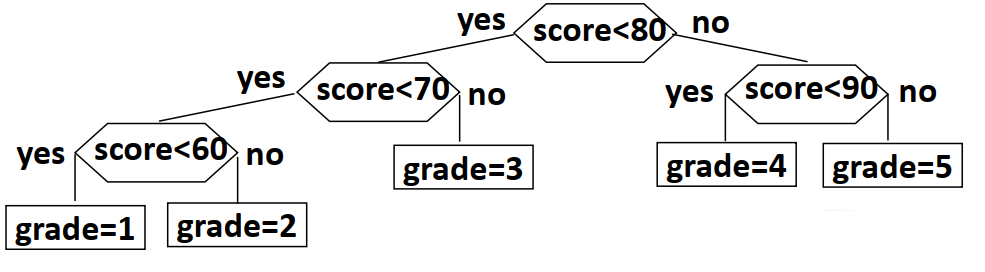 yes
score<80
no
yes
score<70
no
yes
score<90
no
yes
score<60
no
grade=3
grade=4
grade=5
grade=1
grade=2